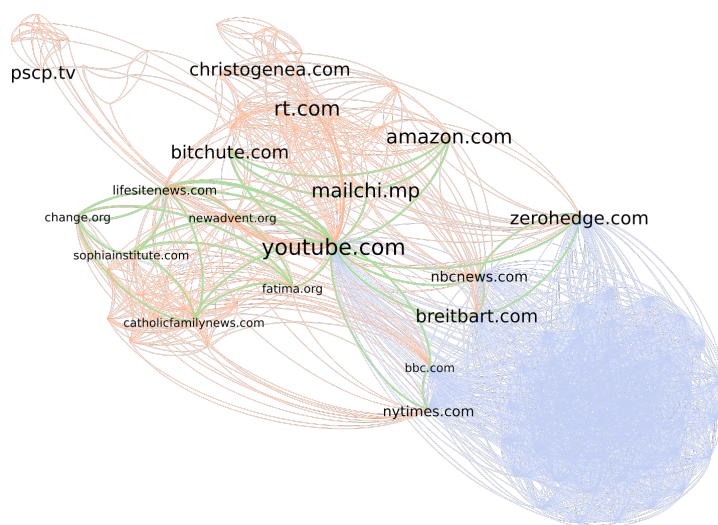 christogenea.com
pscp.tv
rt.com
amazon.com
bitchute.com
lifesitenews.com
mailchi.mp
change.org
newadvent.org
zerohedge.com
youtube.com
sophiainstitute.com
nbcnews.com
fatima.org
breitbart.com
catholicfamilynews.com
bbc.com
nytimes.com